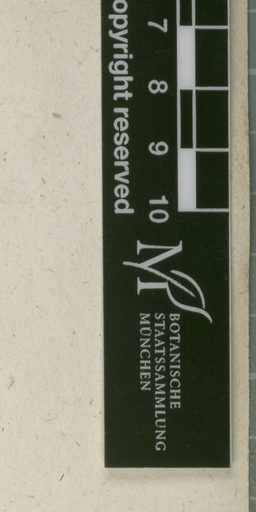 7 8 9 10
opyright reserved
M
BOTANISCHE
STAATSSAMMLUNG
MÜNCHEN